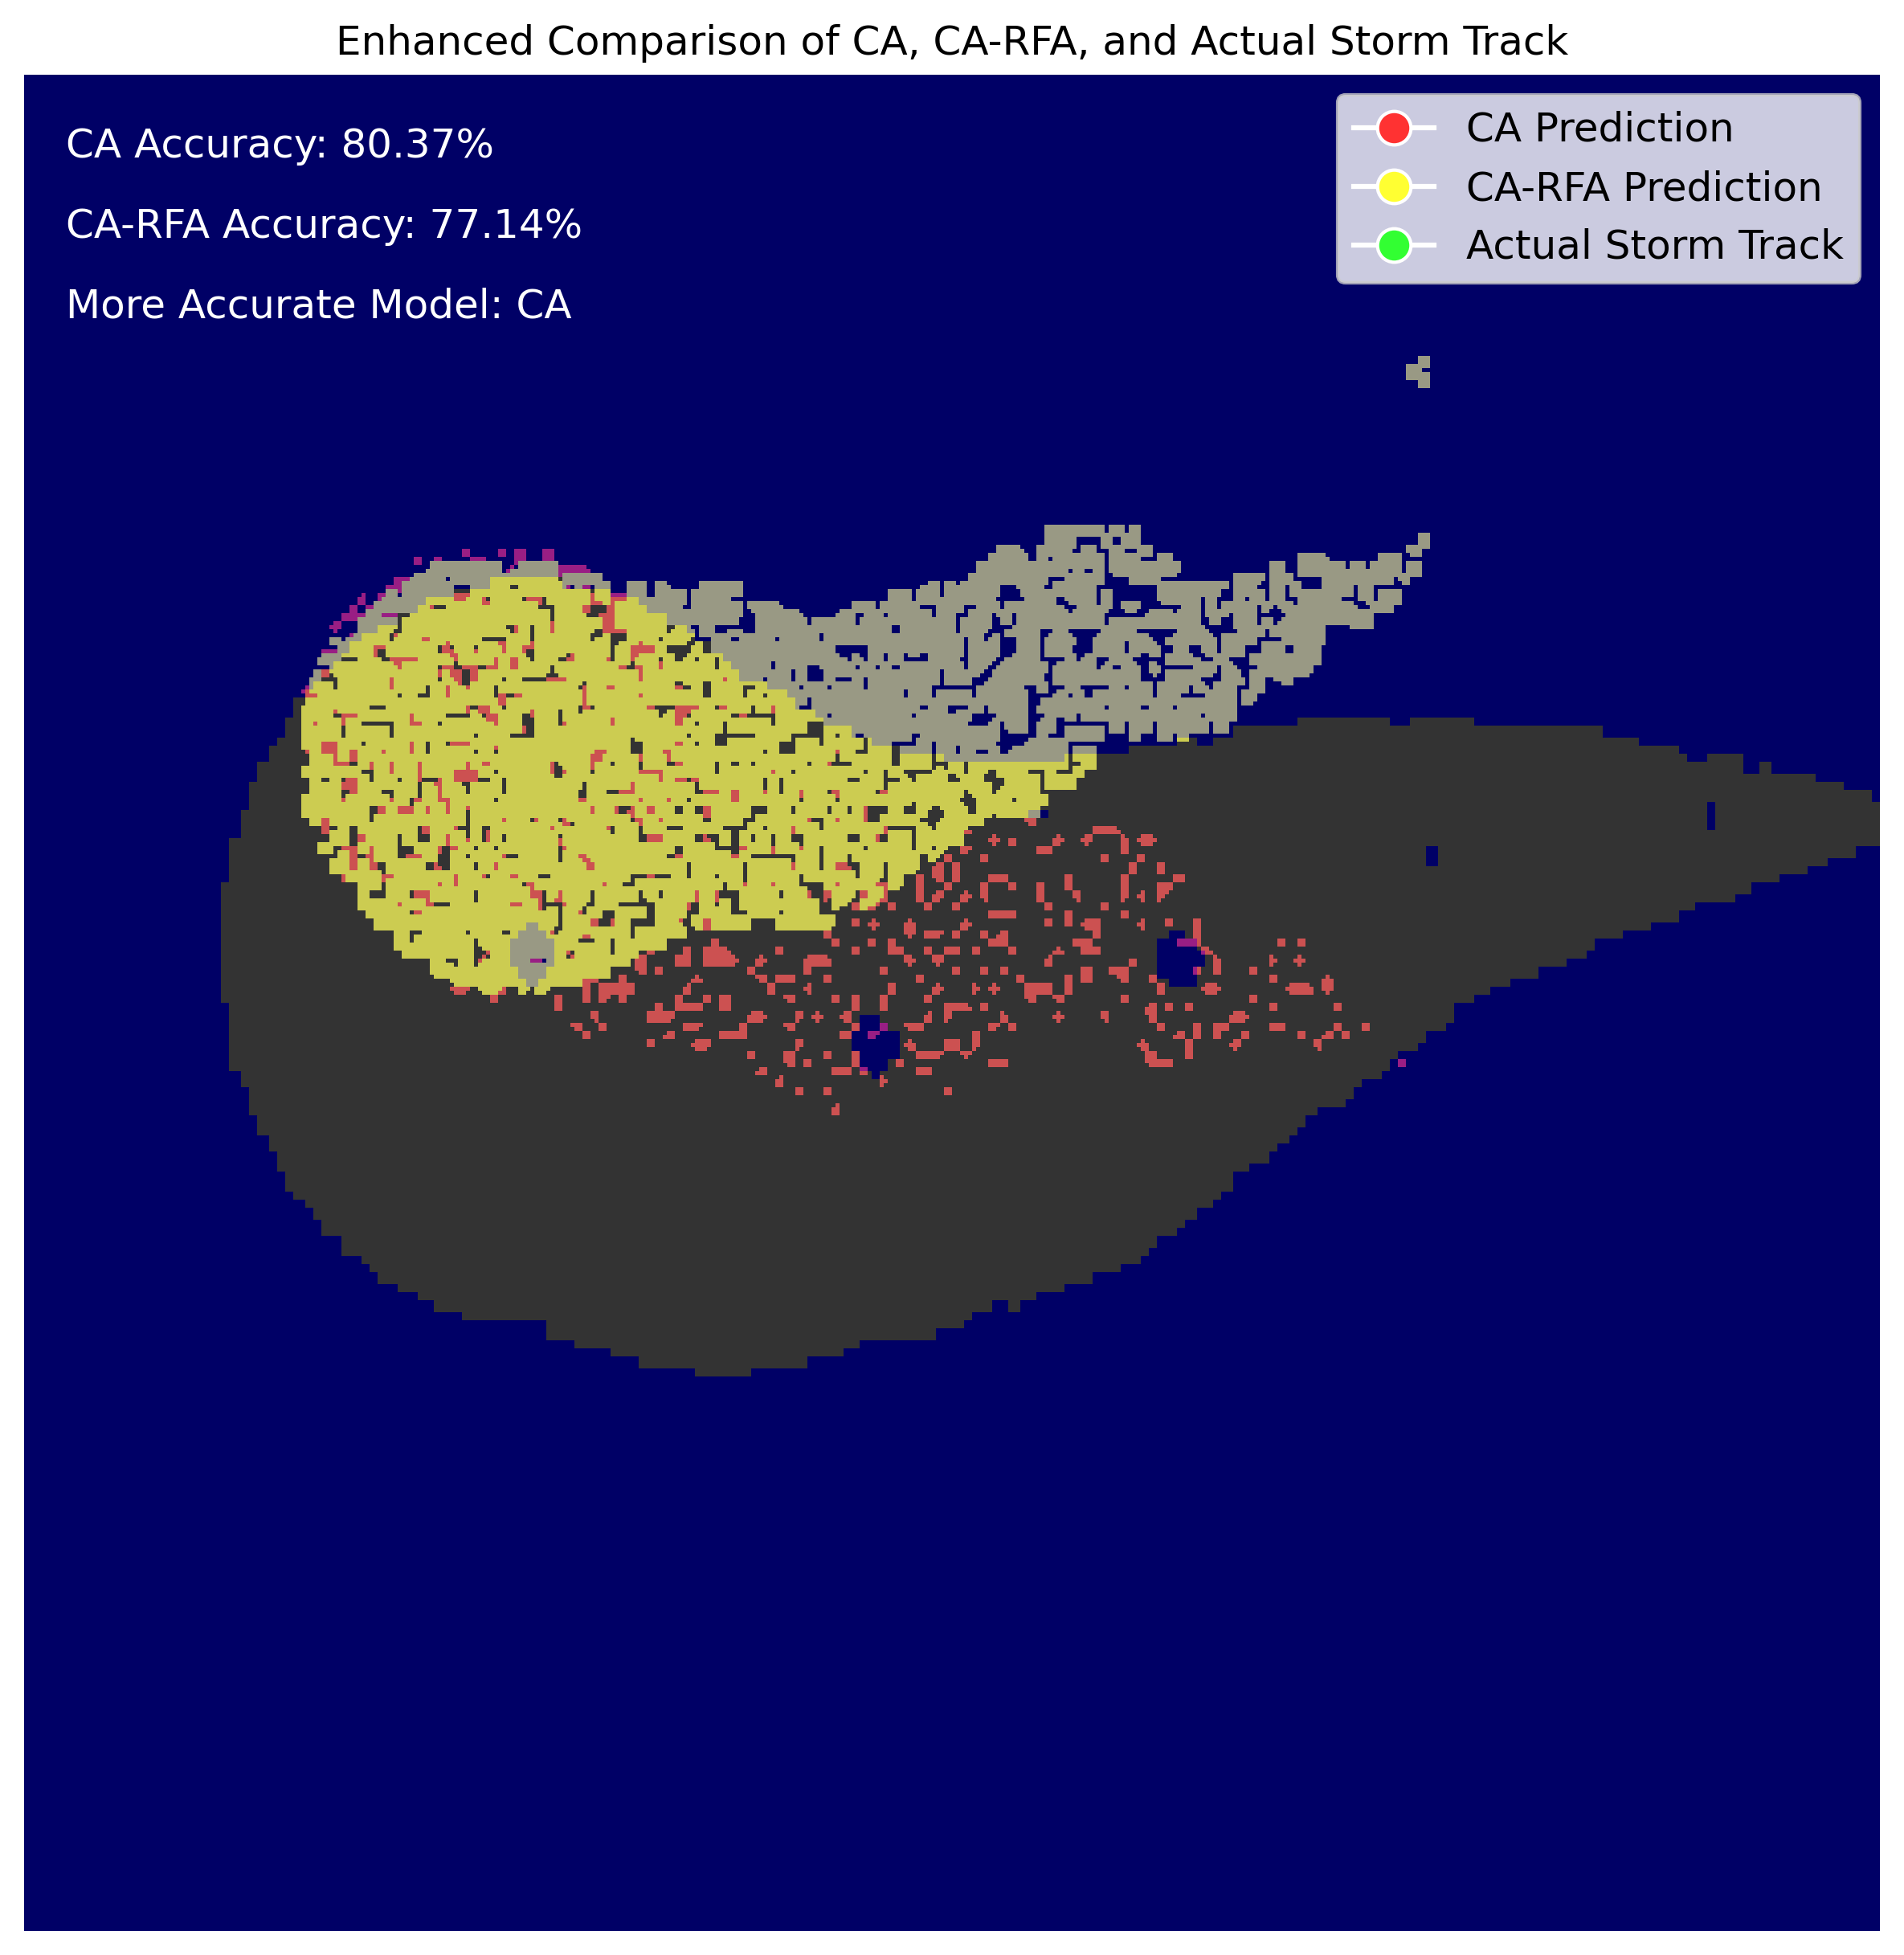 Enhanced Comparison of CA, CA-RFA, and Actual Storm Track
CA Accuracy: 80.37%
CA-RFA Accuracy: 77.14%
More Accurate Model: CA
CA Prediction
CA-RFA Prediction
Actual Storm Track